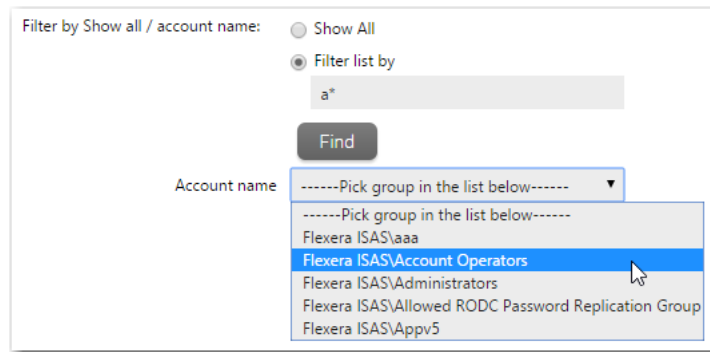 Filter by Show all / account name:
Show All
Filter list by
a*
Find
Account name
------Pick group in the list below------
------Pick group in the list below------
Flexera ISAS\aaa
Flexera ISAS\Account Operators
Flexera ISAS\Administrators
Flexera ISAS\Allowed RODC Password Replication Group
Flexera ISAS\Appv5